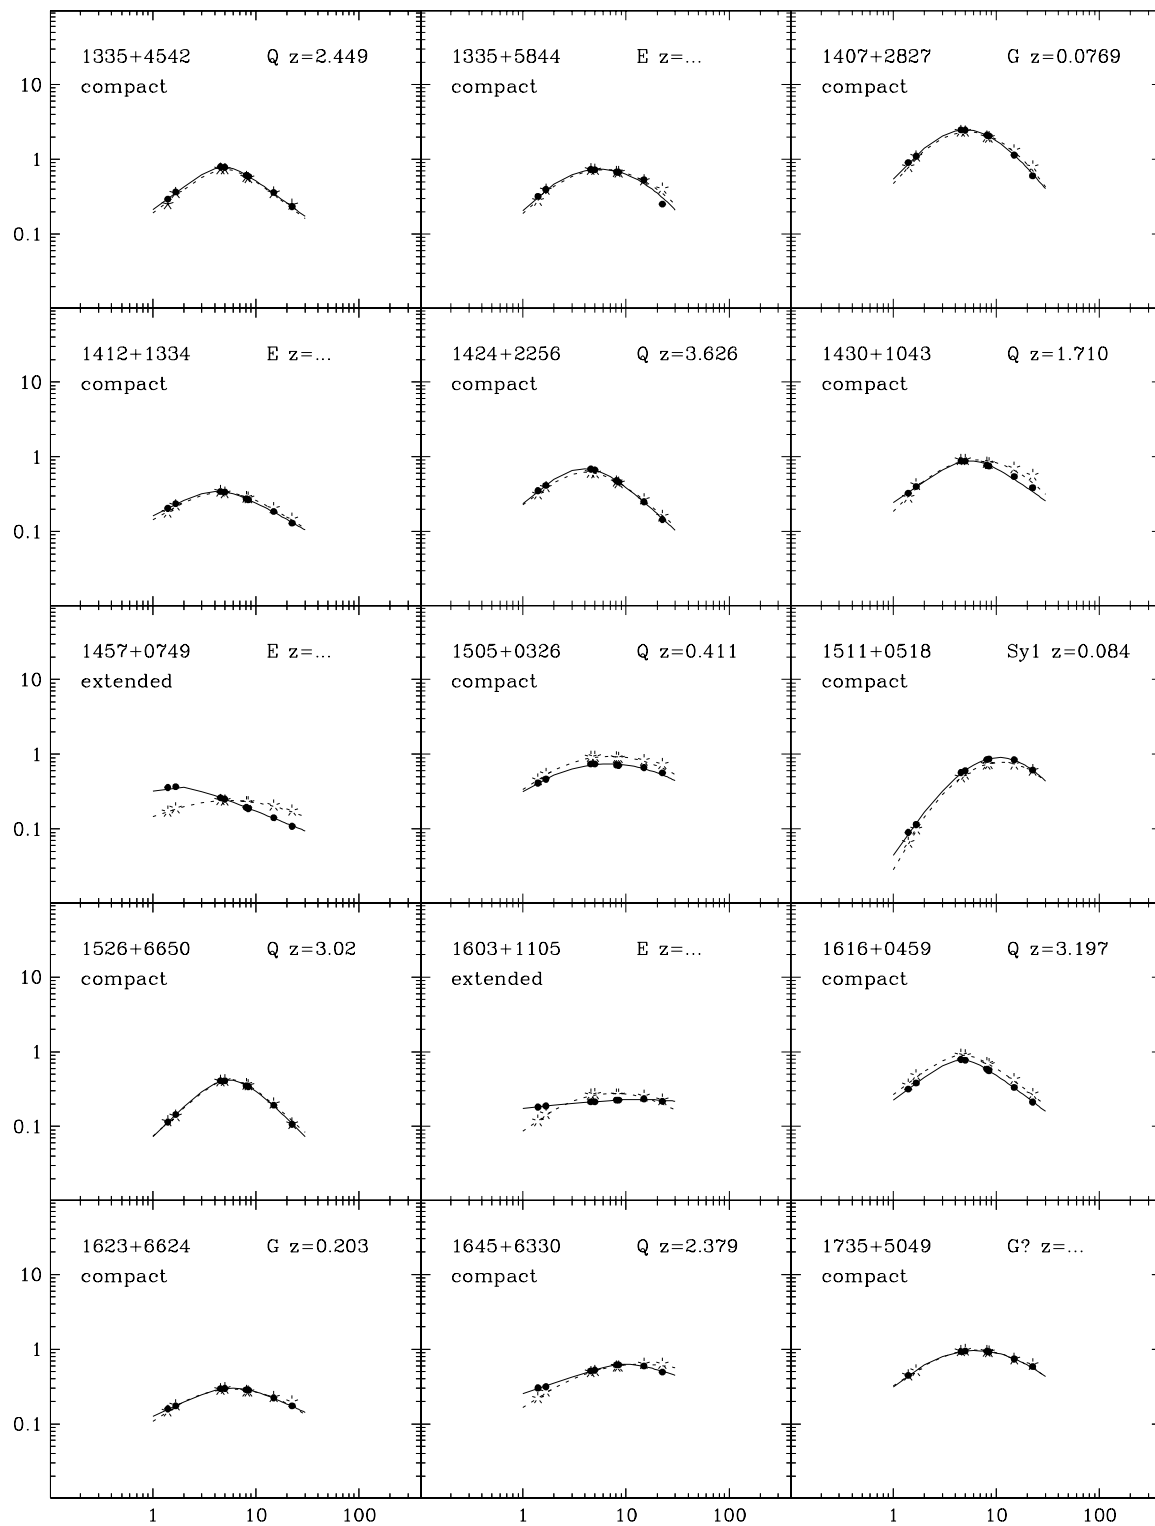 1335+4542 Q z=2.449
compact
1335+5844 E z=...
compact
1407+2827 G z=0.0769
compact
10
1
0.1
1412+1334 E z=...
compact
1424+2256 Q z=3.626
compact
1430+1043 Q z=1.710
compact
10
1
0.1
1457+0749 E z=...
extended
1505+0326 Q z=0.411
compact
1511+0518 Sy1 z=0.084
compact
10
1
0.1
1526+6650 Q z=3.02
compact
1603+1105 E z=...
extended
1616+0459 Q z=3.197
compact
10
1
0.1
1623+6624 G z=0.203
compact
1645+6330 Q z=2.379
compact
1735+5049 G? z=...
compact
10
1
0.1
1 10 100 1 10 100 1 10 100